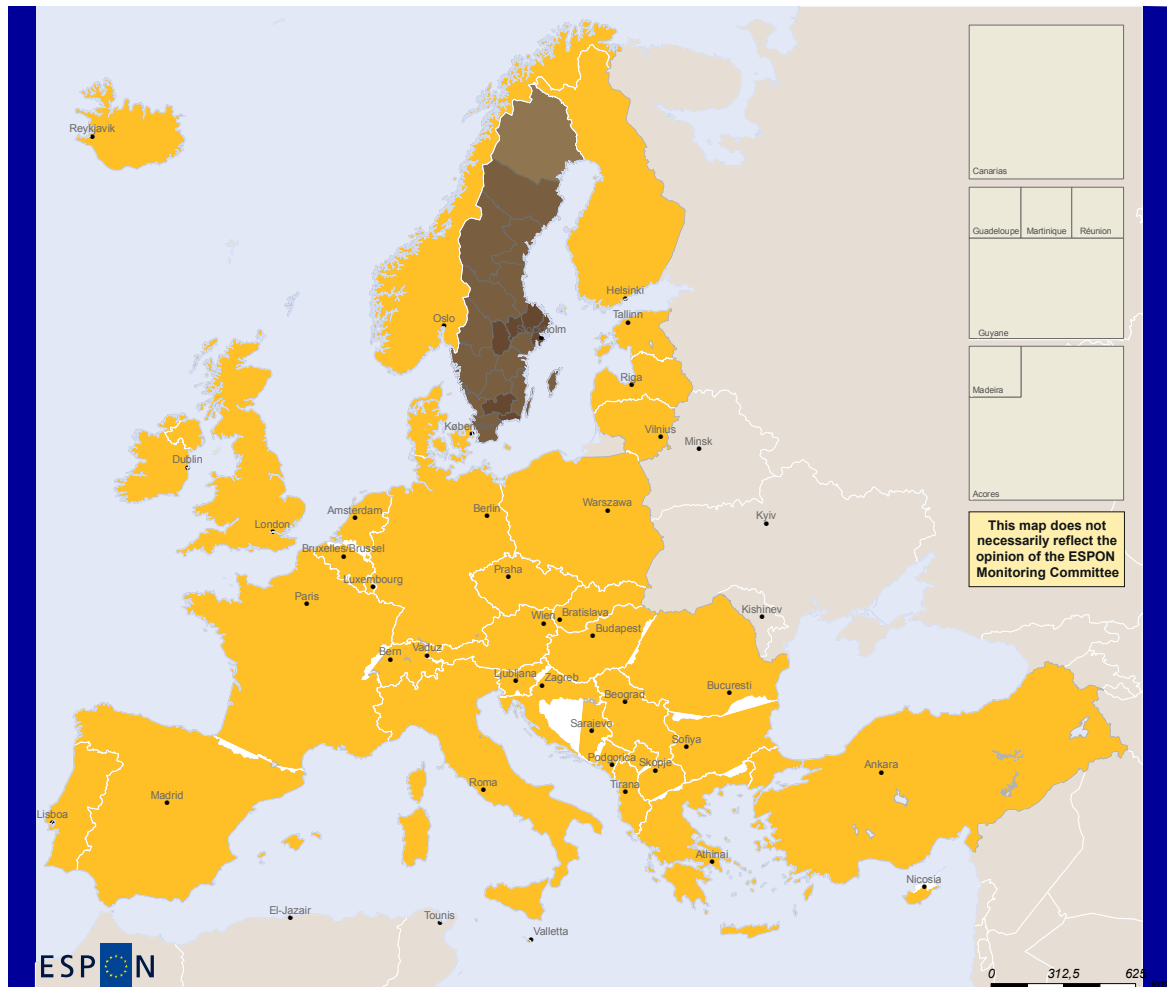 Reykjavik
Canarias
Guadeloupe
Martinique
Réunion
Guyane
Helsinki
Tallinn
Oslo
Stockholm
Madeira
Riga
Køben
Vilnius
Minsk
Dublin
Acores
Warszawa
Amsterdam
Berlin
Kyiv
London
This map does not
necessarily reflect the
opinion of the ESPON
Monitoring Committee
Bruxelles/Brussel
Praha
Luxembourg
Paris
Kishinev
Wien
Bratislava
Budapest
Bern
Vaduz
Ljubljana
Zagreb
Bucuresti
Beograd
Sarajevo
Sofiya
Podgorica
Skopje
Ankara
Roma
Tirana
Madrid
Lisboa
Athinai
Nicosia
El-Jazair
Tounis
Valletta
ESPON
0 312,5 625